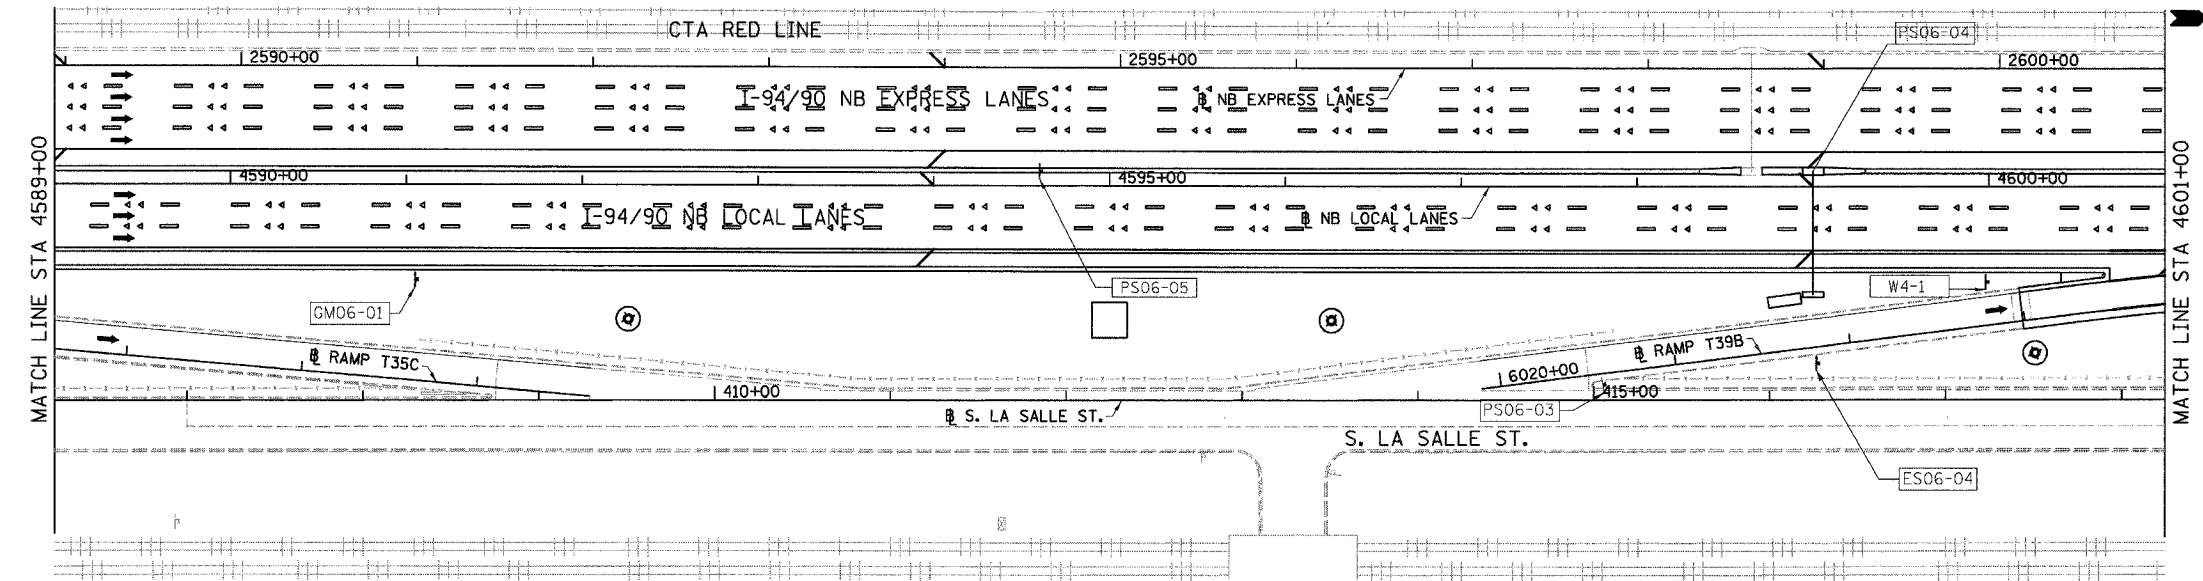 CTA RED LINE
PS06-04
2590+00
2595+00
2600+00
I-94/90 NB EXPRESS LANES
℄ NB EXPRESS LANES
MATCH LINE STA 4589+00
MATCH LINE STA 4601+00
4590+00
4595+00
4600+00
I-94/90 NB LOCAL LANES
℄ NB LOCAL LANES
GM06-01
PS06-05
W4-1
℄ RAMP T35C
℄ RAMP T39B
6020+00
410+00
415+00
PS06-03
℄ S. LA SALLE ST.
S. LA SALLE ST.
ES06-04